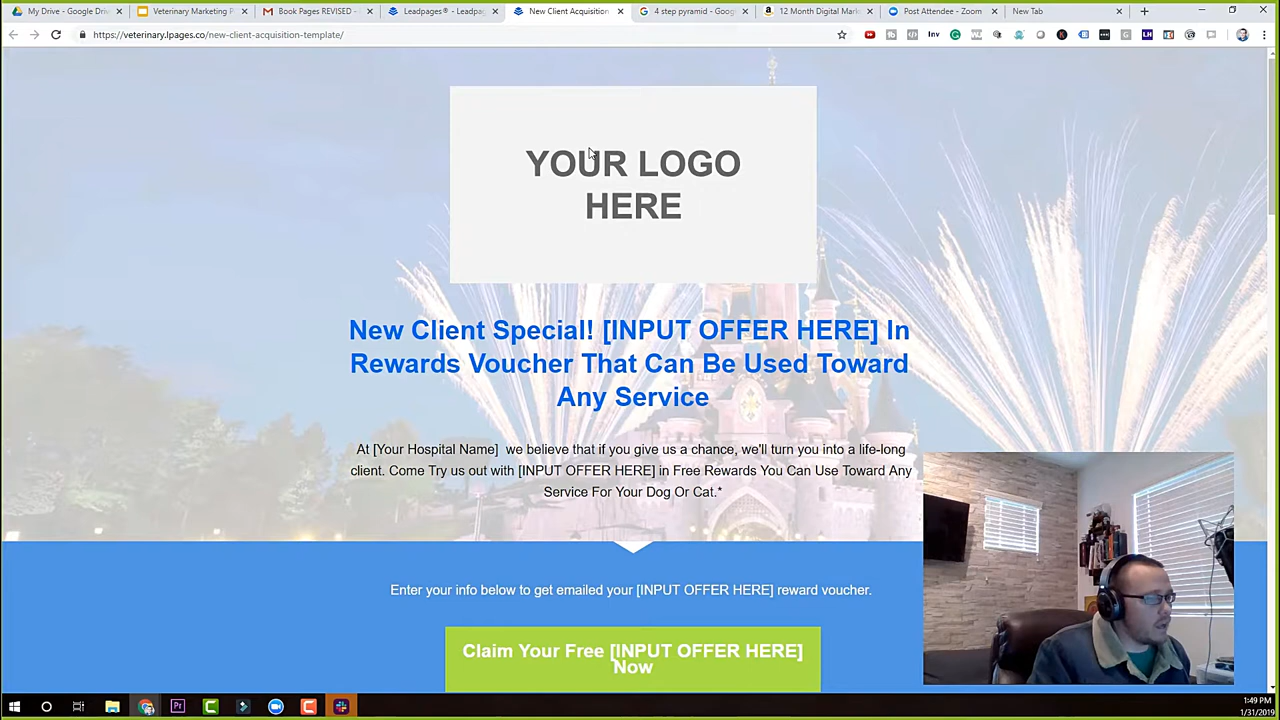 My Drive - Google Driv
Veterinary Marketing P
Book Pages REVISED -
Leadpages® - Leadpag
New Client Acquisition
4 step pyramid - Goog
12 Month Digital Mark
Post Attendee - Zoom
New Tab
https://veterinary.lpages.co/new-client-acquisition-template/
Inv
YOUR LOGO
HERE
New Client Special! [INPUT OFFER HERE] In
Rewards Voucher That Can Be Used Toward
Any Service
At [Your Hospital Name] we believe that if you give us a chance, we'll turn you into a life-long
client. Come Try us out with [INPUT OFFER HERE] in Free Rewards You Can Use Toward Any
Service For Your Dog Or Cat.*
Enter your info below to get emailed your [INPUT OFFER HERE] reward voucher.
Claim Your Free [INPUT OFFER HERE]
Now
Pr
1:49 PM
1/31/2019